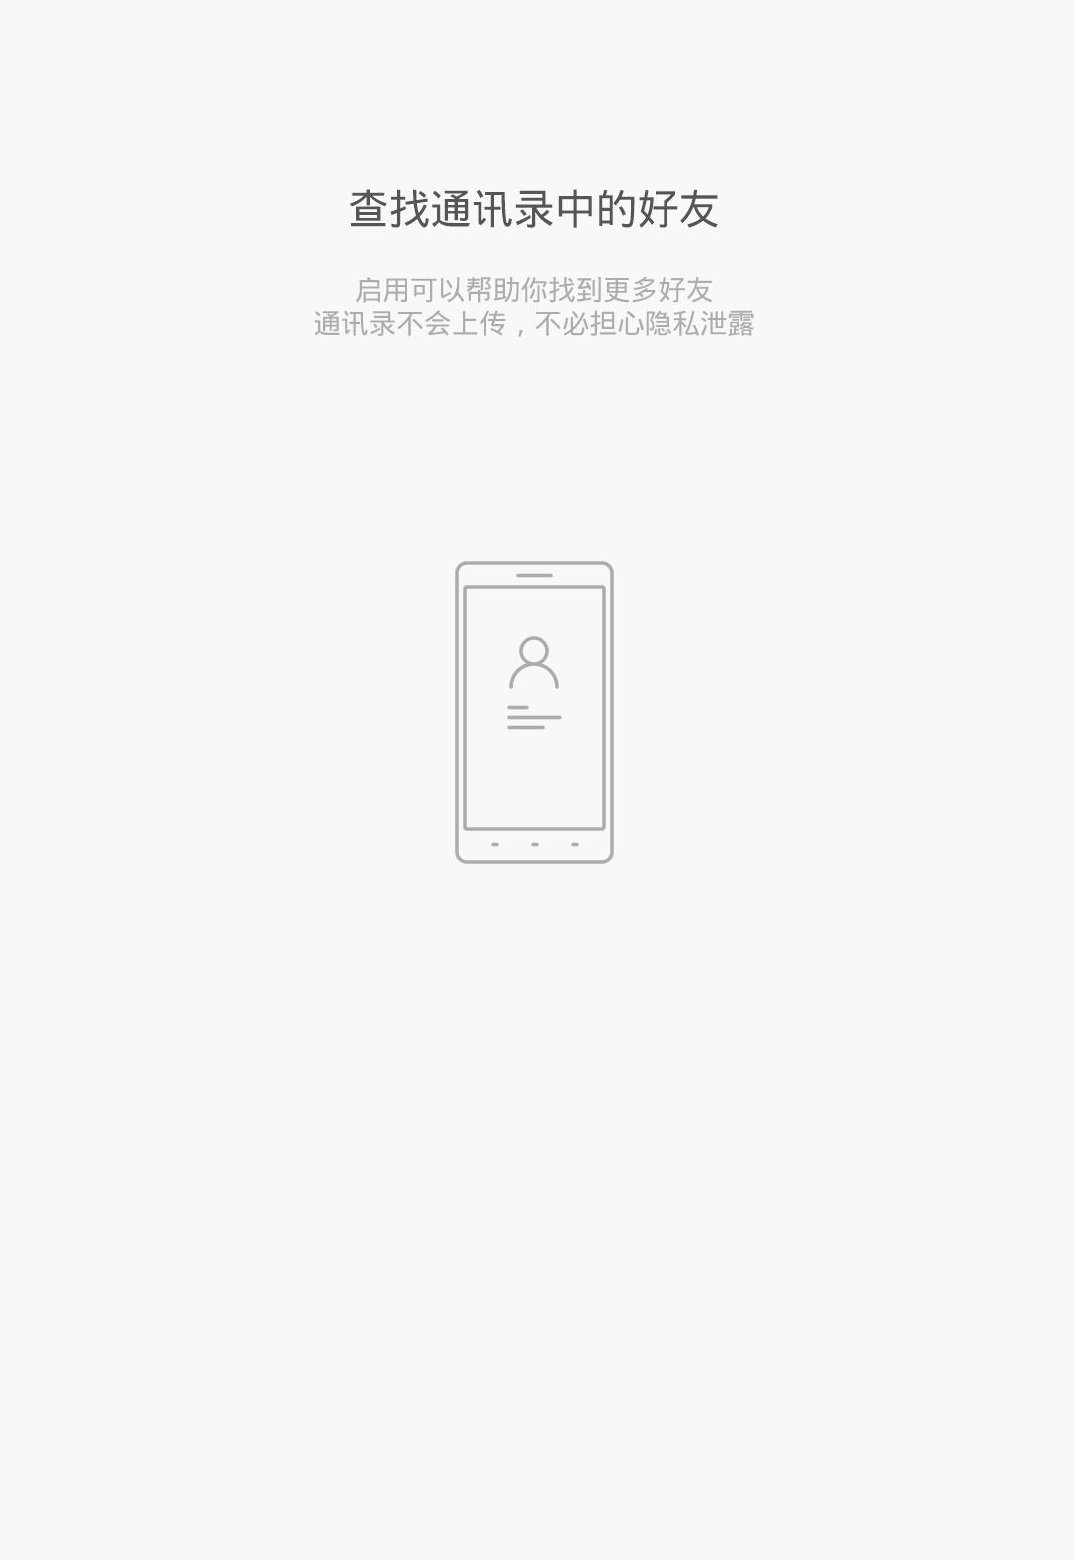 查找通讯录中的好友
启用可以帮助你找到更多好友
通讯录不会上传，不必担心隐私泄露